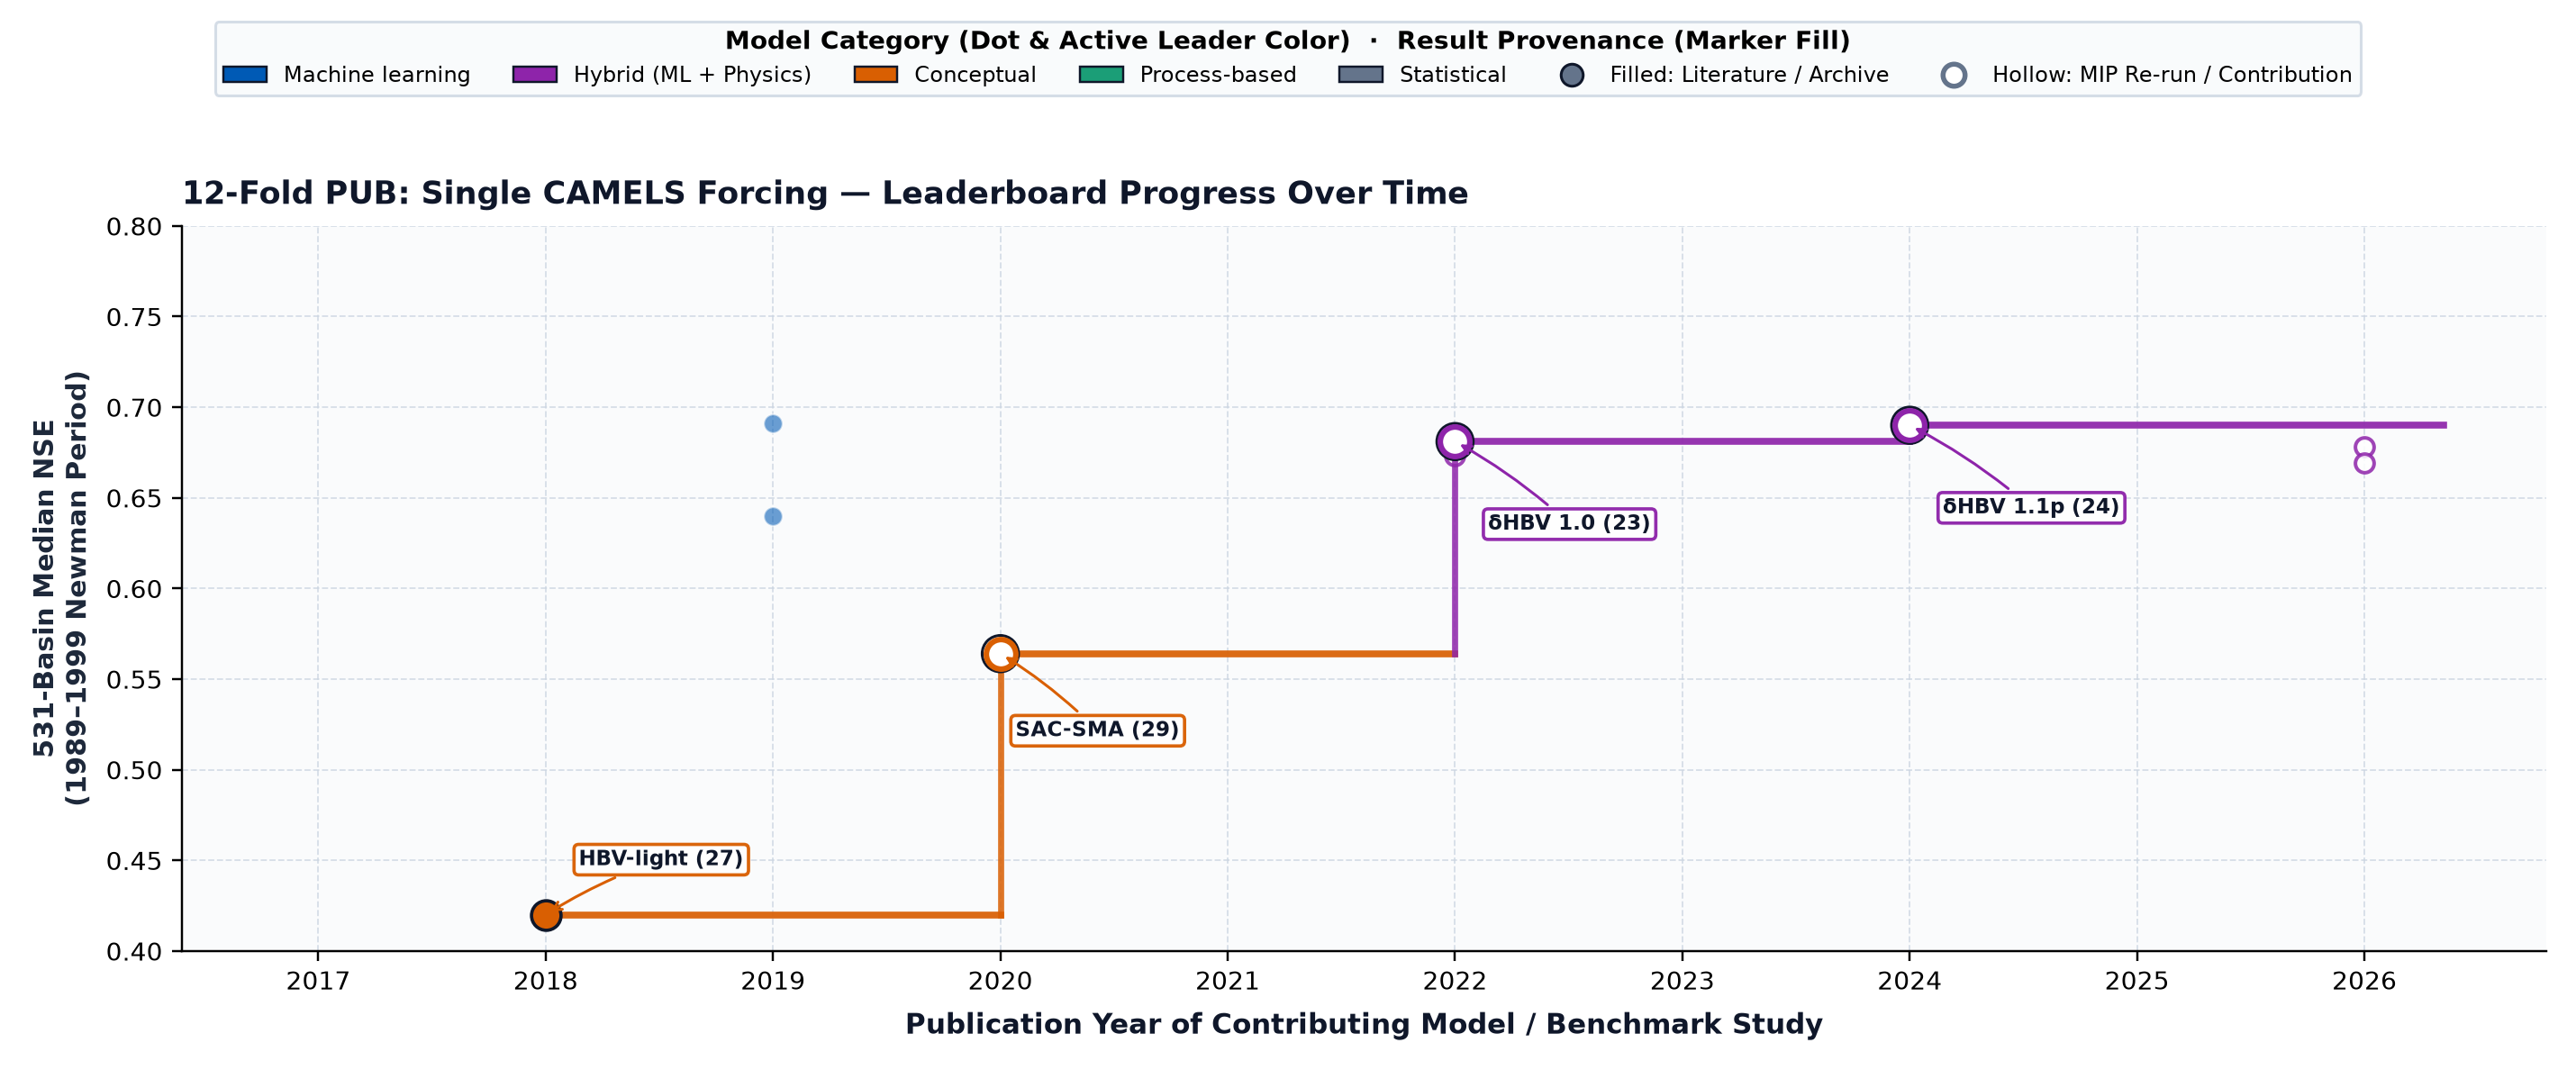 Model Category (Dot & Active Leader Color)  ·  Result Provenance (Marker Fill)
Machine learning
Hybrid (ML + Physics)
Conceptual
Process-based
Statistical
Filled: Literature / Archive
Hollow: MIP Re-run / Contribution
12-Fold PUB: Single CAMELS Forcing — Leaderboard Progress Over Time
531-Basin Median NSE
(1989–1999 Newman Period)
0.80
0.75
0.70
0.65
0.60
0.55
0.50
0.45
0.40
δHBV 1.1p (24)
δHBV 1.0 (23)
SAC-SMA (29)
HBV-light (27)
2017
2018
2019
2020
2021
2022
2023
2024
2025
2026
Publication Year of Contributing Model / Benchmark Study